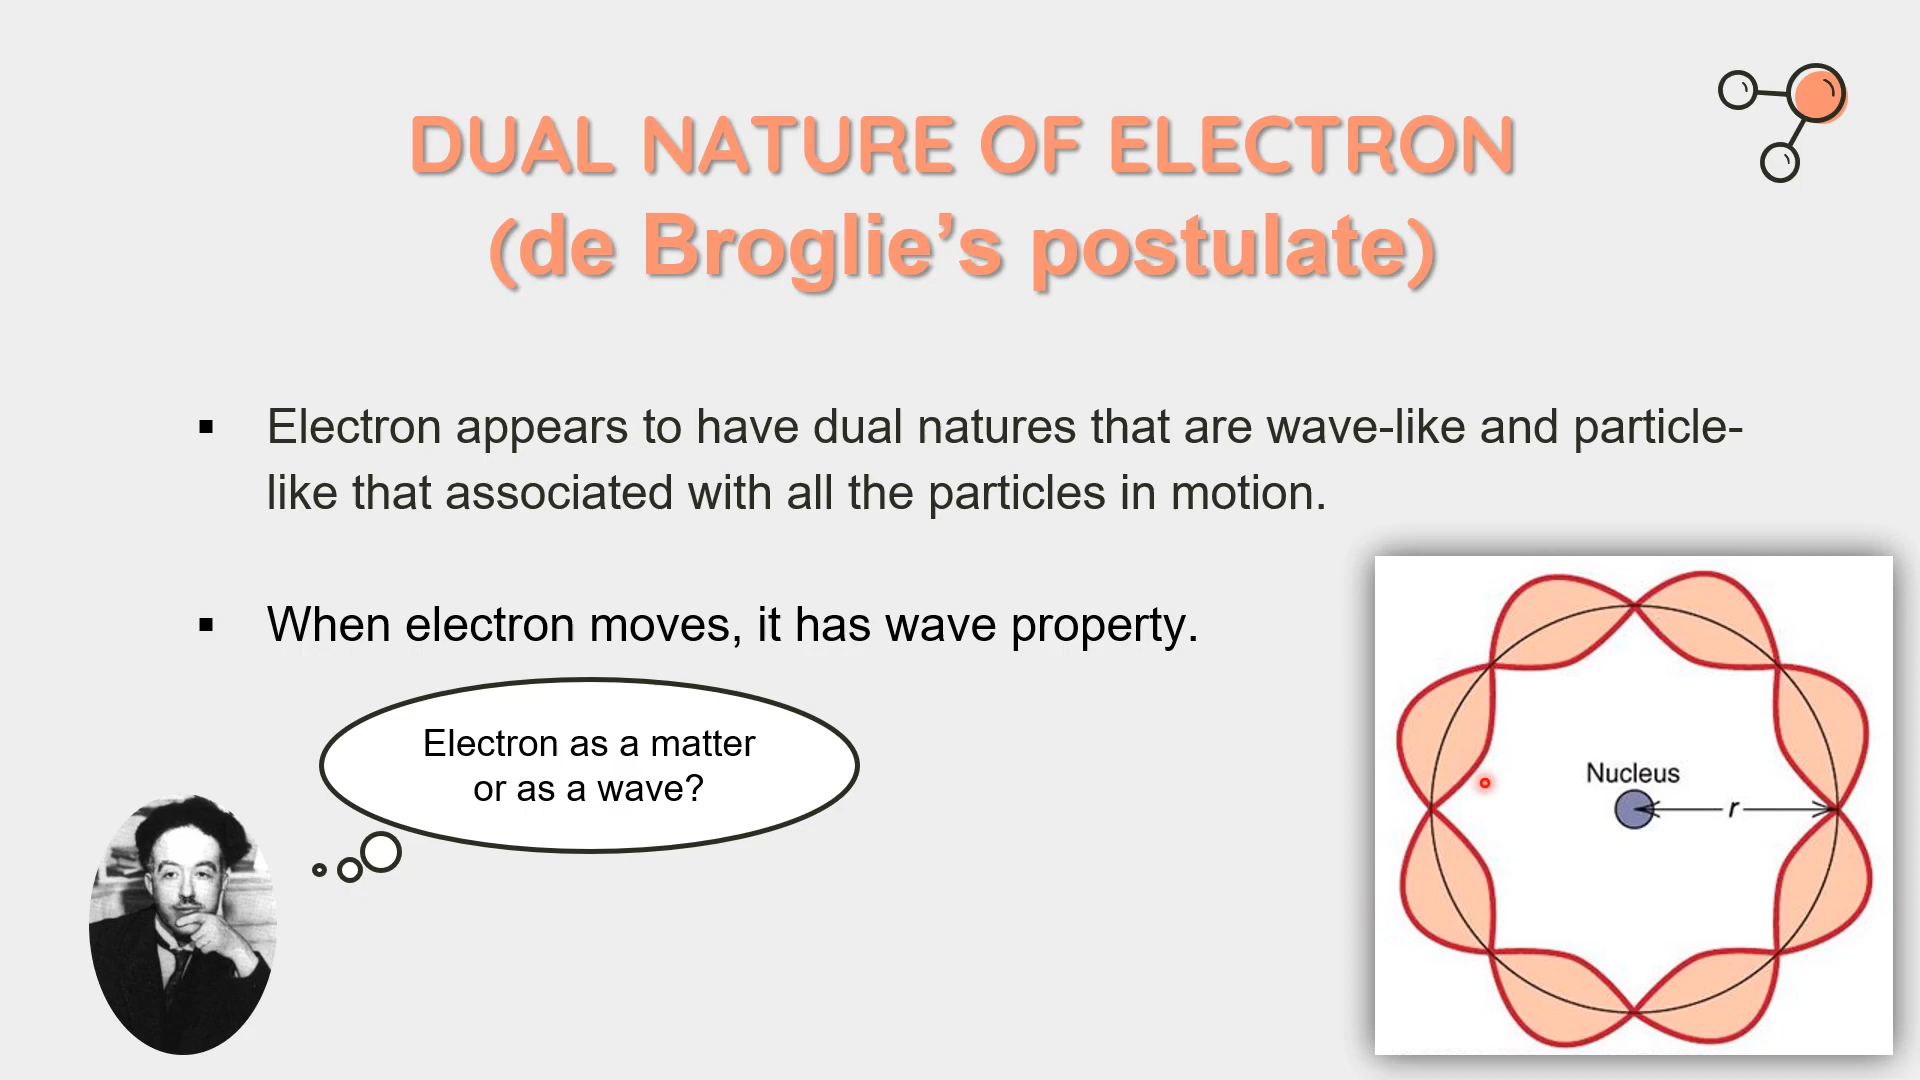 DUAL NATURE OF ELECTRON
(de Broglie’s postulate)
▪ Electron appears to have dual natures that are wave-like and particle-
like that associated with all the particles in motion.
▪ When electron moves, it has wave property.
Electron as a matter
or as a wave?
Nucleus
r